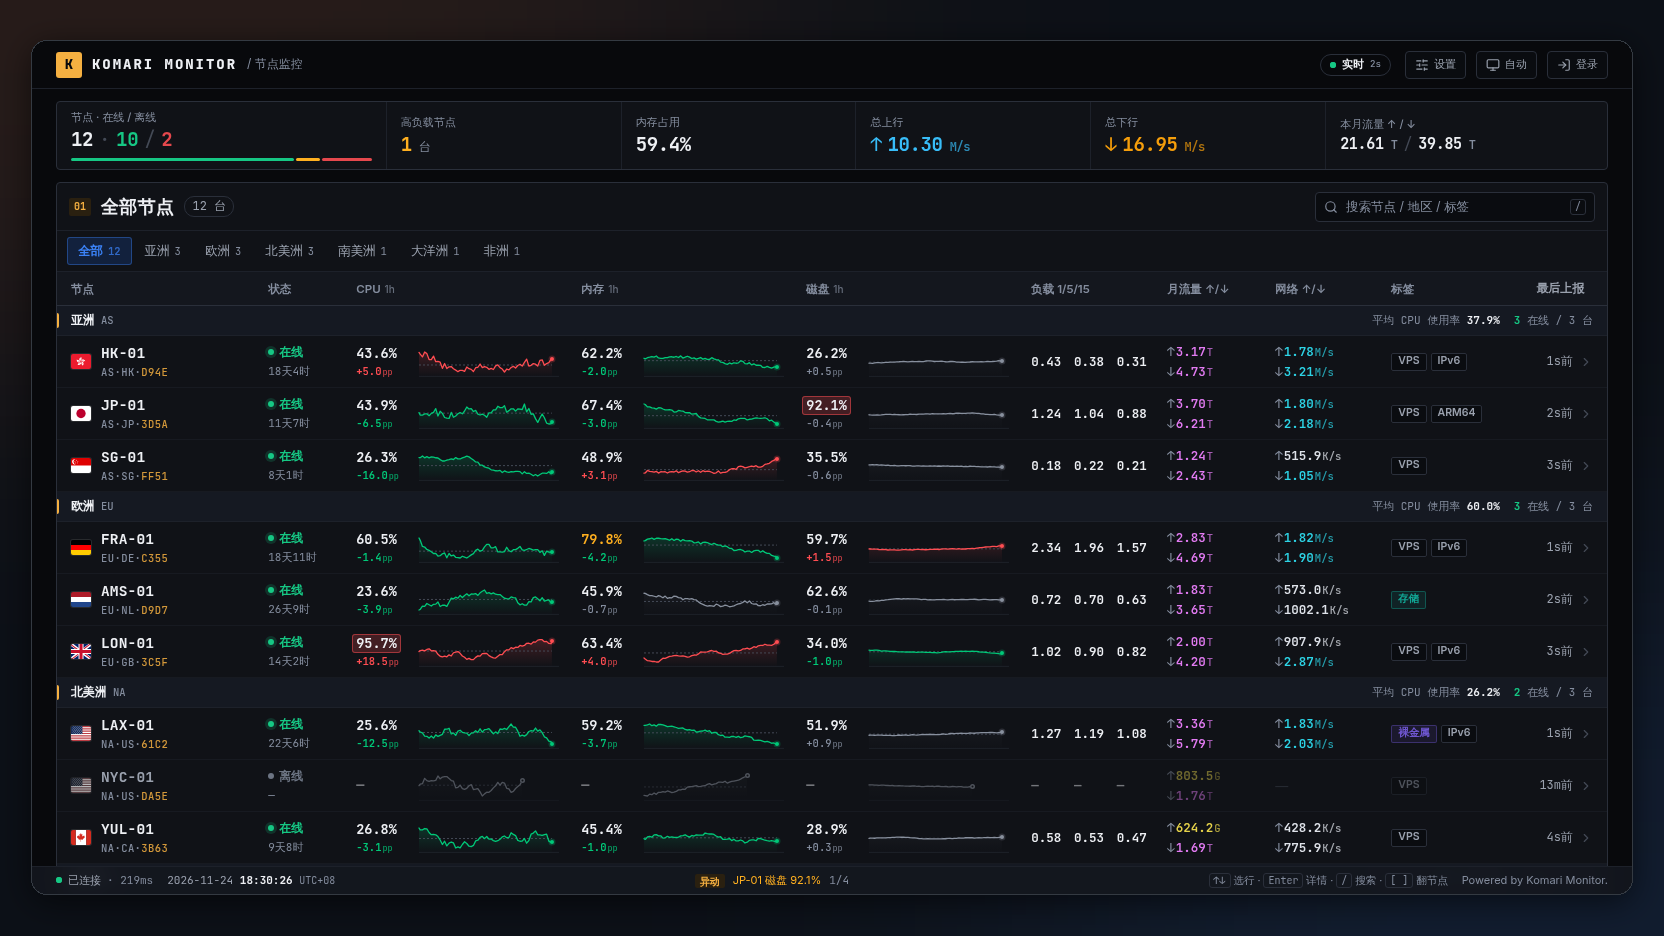 K KOMARI MONITOR / 节点监控
实时 2s 设置 自动 登录
节点 · 在线 / 离线
12 · 10 / 2
高负载节点
1 台
内存占用
59.4%
总上行
↑ 10.30 M/s
总下行
↓ 16.95 M/s
本月流量 ↑ / ↓
21.61 T / 39.85 T
01 全部节点 12 台
搜索节点 / 地区 / 标签 /
全部 12 亚洲 3 欧洲 3 北美洲 3 南美洲 1 大洋洲 1 非洲 1
节点 状态 CPU 1h 内存 1h 磁盘 1h 负载 1/5/15 月流量 ↑/↓ 网络 ↑/↓ 标签 最后上报
亚洲 AS 平均 CPU 使用率 37.9% 3 在线 / 3 台
HK-01 在线 43.6% 62.2% 26.2% 0.43 0.38 0.31 ↑3.17T ↑1.78M/s VPS IPv6 1s前
AS·HK·D94E 18天4时 +5.0pp -2.0pp +0.5pp ↓4.73T ↓3.21M/s
JP-01 在线 43.9% 67.4% 92.1% 1.24 1.04 0.88 ↑3.70T ↑1.80M/s VPS ARM64 2s前
AS·JP·3D5A 11天7时 -6.5pp -3.0pp -0.4pp ↓6.21T ↓2.18M/s
SG-01 在线 26.3% 48.9% 35.5% 0.18 0.22 0.21 ↑1.24T ↑515.9K/s VPS 3s前
AS·SG·FF51 8天1时 -16.0pp +3.1pp -0.6pp ↓2.43T ↓1.05M/s
欧洲 EU 平均 CPU 使用率 60.0% 3 在线 / 3 台
FRA-01 在线 60.5% 79.8% 59.7% 2.34 1.96 1.57 ↑2.83T ↑1.82M/s VPS IPv6 1s前
EU·DE·C355 18天11时 -1.4pp -4.2pp +1.5pp ↓4.69T ↓1.90M/s
AMS-01 在线 23.6% 45.9% 62.6% 0.72 0.70 0.63 ↑1.83T ↑573.0K/s 存储 2s前
EU·NL·D9D7 26天9时 -3.9pp -0.7pp -0.1pp ↓3.65T ↓1002.1K/s
LON-01 在线 95.7% 63.4% 34.0% 1.02 0.90 0.82 ↑2.00T ↑907.9K/s VPS IPv6 3s前
EU·GB·3C5F 14天2时 +18.5pp +4.0pp -1.0pp ↓4.20T ↓2.87M/s
北美洲 NA 平均 CPU 使用率 26.2% 2 在线 / 3 台
LAX-01 在线 25.6% 59.2% 51.9% 1.27 1.19 1.08 ↑3.36T ↑1.83M/s 裸金属 IPv6 1s前
NA·US·61C2 22天6时 -12.5pp -3.7pp +0.9pp ↓5.79T ↓2.03M/s
NYC-01 离线 — — — — — — ↑803.5G — VPS 13m前
NA·US·DA5E — ↓1.76T
YUL-01 在线 26.8% 45.4% 28.9% 0.58 0.53 0.47 ↑624.2G ↑428.2K/s VPS 4s前
NA·CA·3B63 9天8时 -3.1pp -1.0pp +0.3pp ↓1.69T ↓775.9K/s
已连接 · 219ms 2026-11-24 18:30:26 UTC+08 异动 JP-01 磁盘 92.1% 1/4 ↑↓ 选行 · Enter 详情 · / 搜索 · [ ] 翻节点 Powered by Komari Monitor.